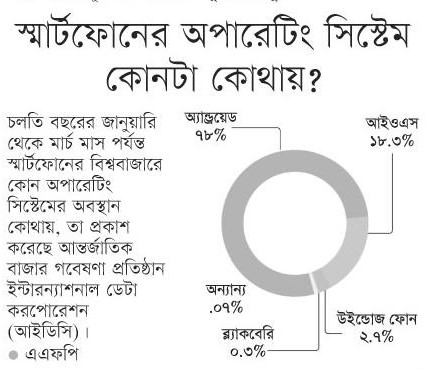 স্মার্টফোনের অপারেটিং সিস্টেম
কোনটা কোথায়?
চলতি বছরের জানুয়ারি
থেকে মার্চ মাস পর্যন্ত
স্মার্টফোনের বিশ্ববাজারে
কোন অপারেটিং
সিস্টেমের অবস্থান
কোথায়, তা প্রকাশ
করেছে আন্তর্জাতিক
বাজার গবেষণা প্রতিষ্ঠান
ইন্টারন্যাশনাল ডেটা
করপোরেশন
(আইডিসি)।
এএফপি
অ্যান্ড্রয়েড
৭৮%
আইওএস
১৮.৩%
অন্যান্য
.০৭%
ব্ল্যাকবেরি
০.৩%
উইন্ডোজ ফোন
২.৭%